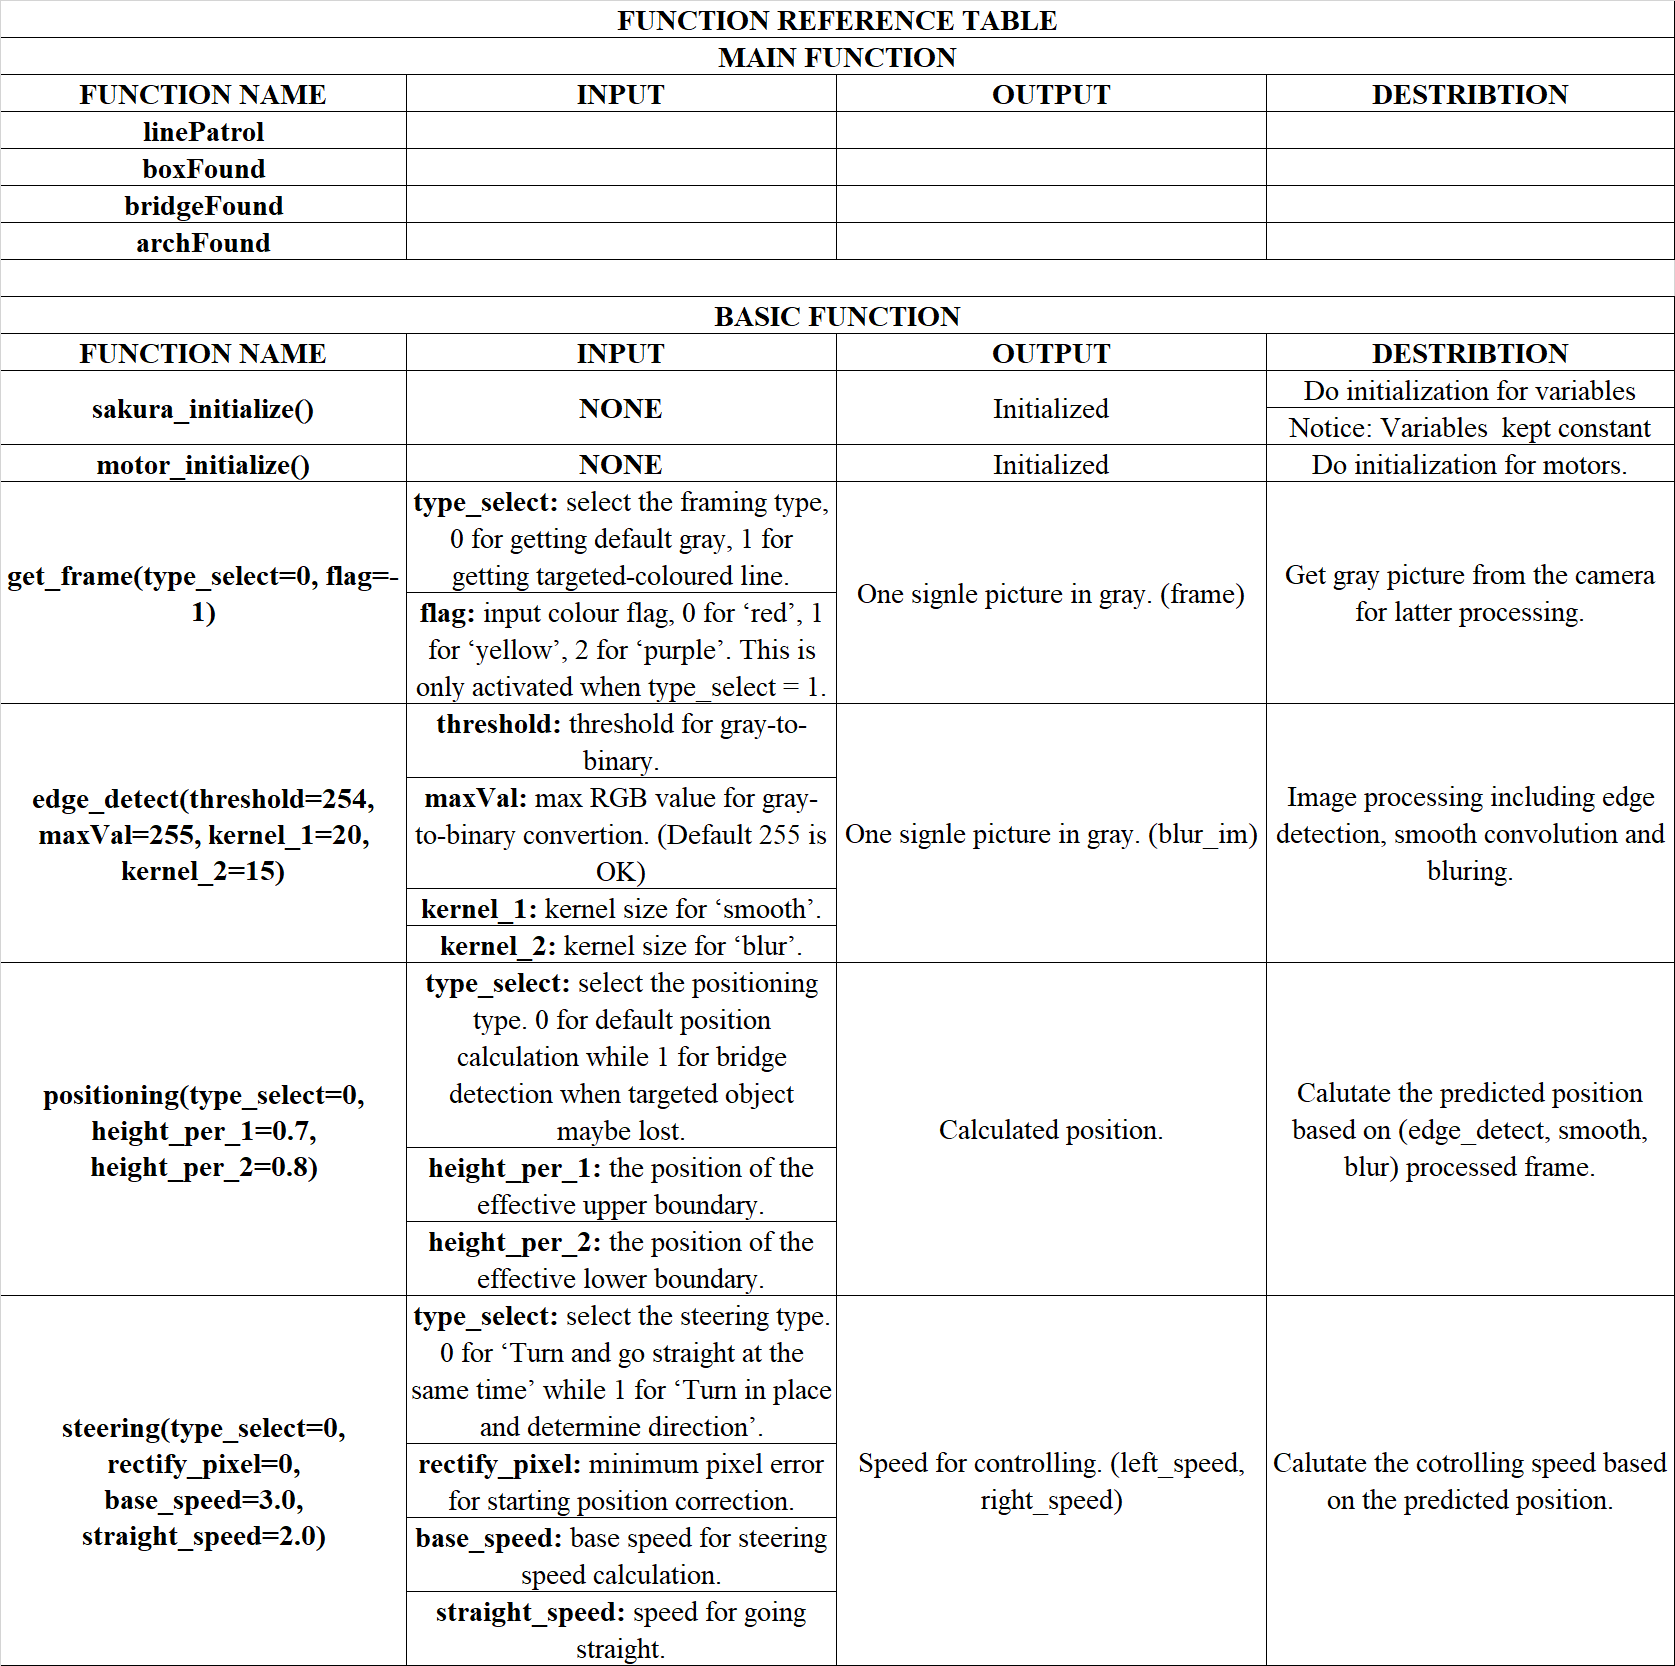 FUNCTION REFERENCE TABLE
MAIN FUNCTION
FUNCTION NAME INPUT OUTPUT DESTRIBTION
linePatrol
boxFound
bridgeFound
archFound
BASIC FUNCTION
FUNCTION NAME INPUT OUTPUT DESTRIBTION
sakura_initialize()
NONE
Initialized
Do initialization for variables
Notice: Variables  kept constant
motor_initialize()
NONE
Initialized
Do initialization for motors.
get_frame(type_select=0, flag=-
1)
type_select: select the framing type,
0 for getting default gray, 1 for
getting targeted-coloured line.
flag: input colour flag, 0 for ‘red’, 1
for ‘yellow’, 2 for ‘purple’. This is
only activated when type_select = 1.
One signle picture in gray. (frame)
Get gray picture from the camera
for latter processing.
edge_detect(threshold=254,
maxVal=255, kernel_1=20,
kernel_2=15)
threshold: threshold for gray-to-
binary.
maxVal: max RGB value for gray-
to-binary convertion. (Default 255 is
OK)
kernel_1: kernel size for ‘smooth’.
kernel_2: kernel size for ‘blur’.
One signle picture in gray. (blur_im)
Image processing including edge
detection, smooth convolution and
bluring.
positioning(type_select=0,
height_per_1=0.7,
height_per_2=0.8)
type_select: select the positioning
type. 0 for default position
calculation while 1 for bridge
detection when targeted object
maybe lost.
height_per_1: the position of the
effective upper boundary.
height_per_2: the position of the
effective lower boundary.
Calculated position.
Calutate the predicted position
based on (edge_detect, smooth,
blur) processed frame.
steering(type_select=0,
rectify_pixel=0,
base_speed=3.0,
straight_speed=2.0)
type_select: select the steering type.
0 for ‘Turn and go straight at the
same time’ while 1 for ‘Turn in place
and determine direction’.
rectify_pixel: minimum pixel error
for starting position correction.
base_speed: base speed for steering
speed calculation.
straight_speed: speed for going
straight.
Speed for controlling. (left_speed,
right_speed)
Calutate the cotrolling speed based
on the predicted position.